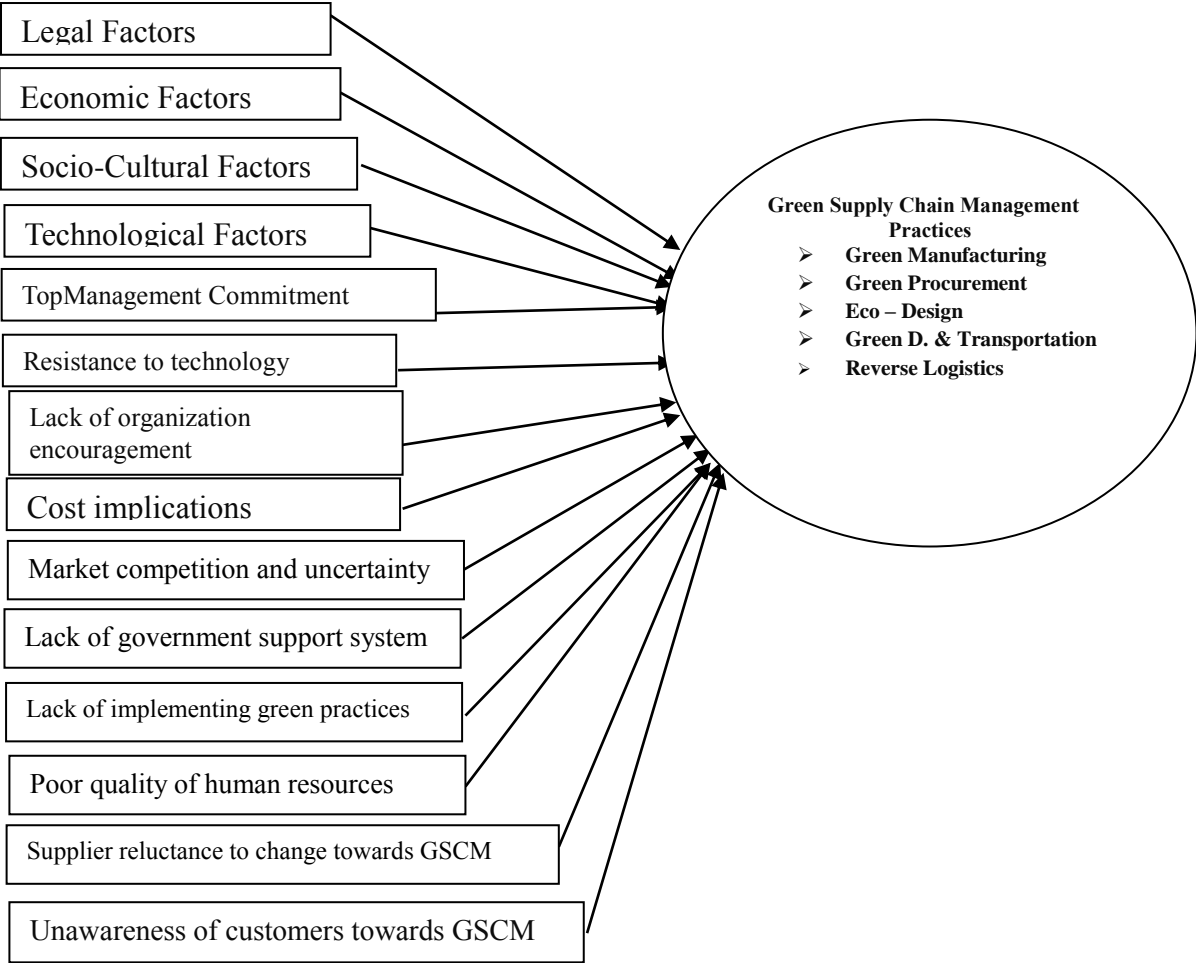 Legal Factors
Economic Factors
Socio-Cultural Factors
Technological Factors
TopManagement Commitment
Resistance to technology
Lack of organization
encouragement
Cost implications
Market competition and uncertainty
Lack of government support system
Lack of implementing green practices
Poor quality of human resources
Supplier reluctance to change towards GSCM
Unawareness of customers towards GSCM
Green Supply Chain Management
Practices
➢ Green Manufacturing
➢ Green Procurement
➢ Eco – Design
➢ Green D. & Transportation
➢ Reverse Logistics